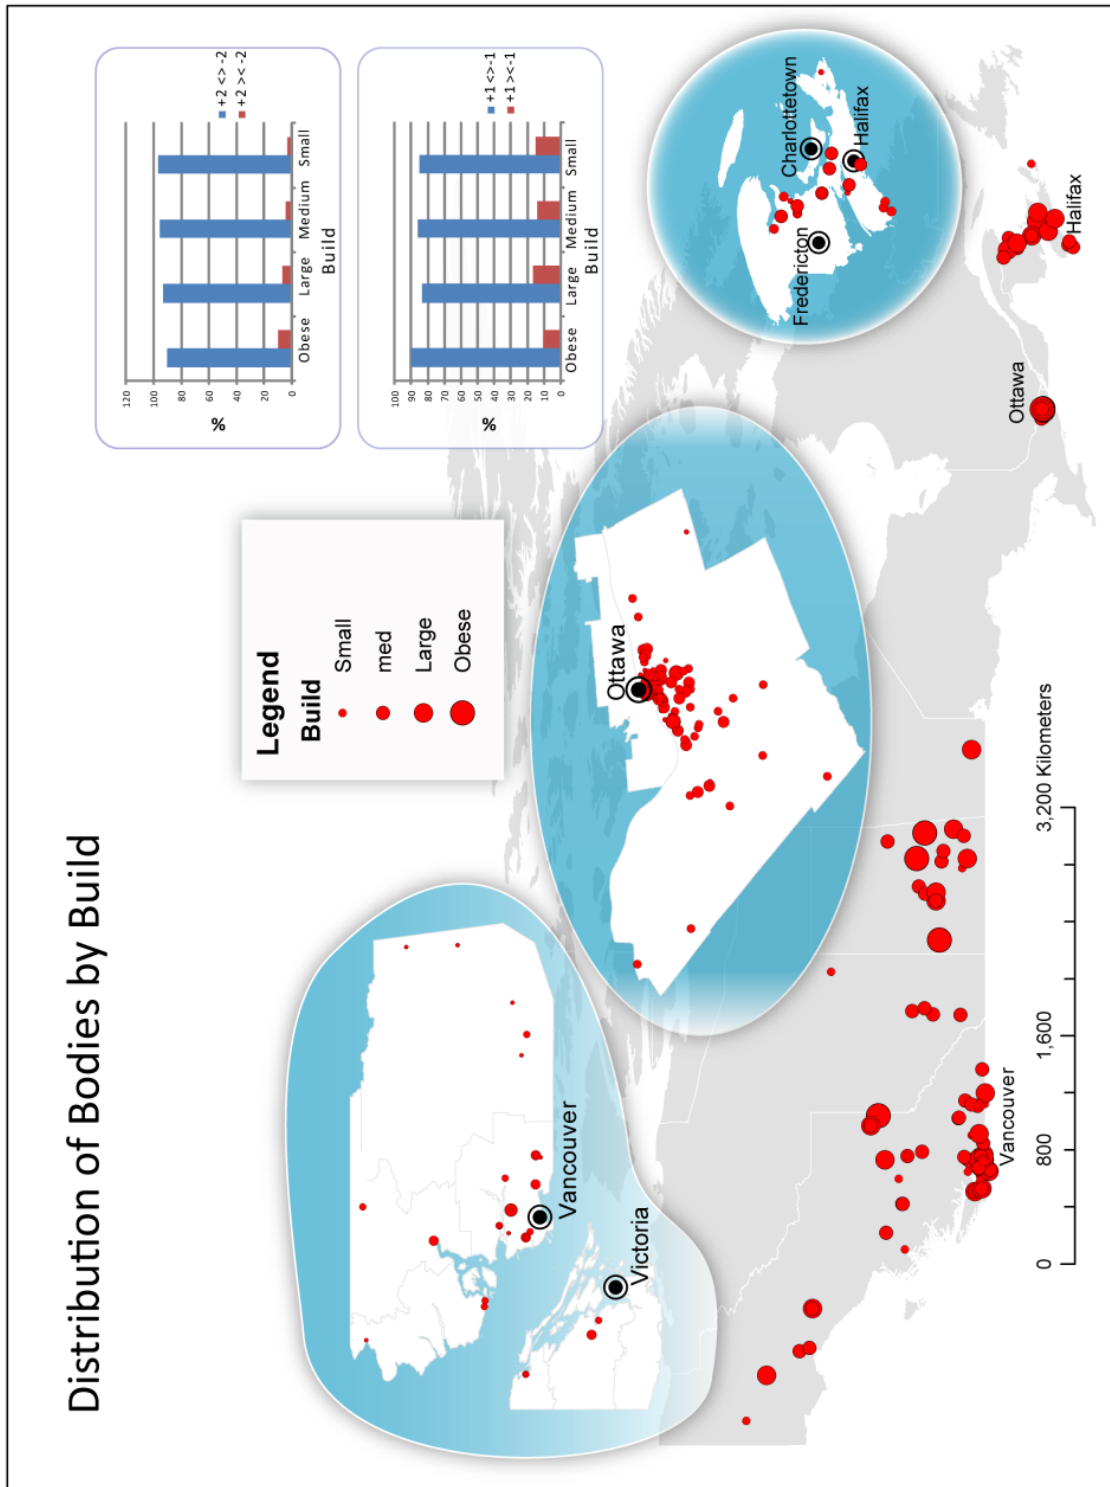 Distribution of Bodies by Build
Legend
Build
Small
med
Large
Obese
%
120
100
80
60
40
20
0
Obese
Large
Medium
Small
Build
+2 <>-2
+2 ><-2
%
100
90
80
70
60
50
40
30
20
10
0
Obese
Large
Medium
Small
Build
+1 <>-1
+1 ><-1
Vancouver
Victoria
Ottawa
Fredericton
Charlottetown
Halifax
Vancouver
Ottawa
Halifax
0 800 1,600 3,200 Kilometers